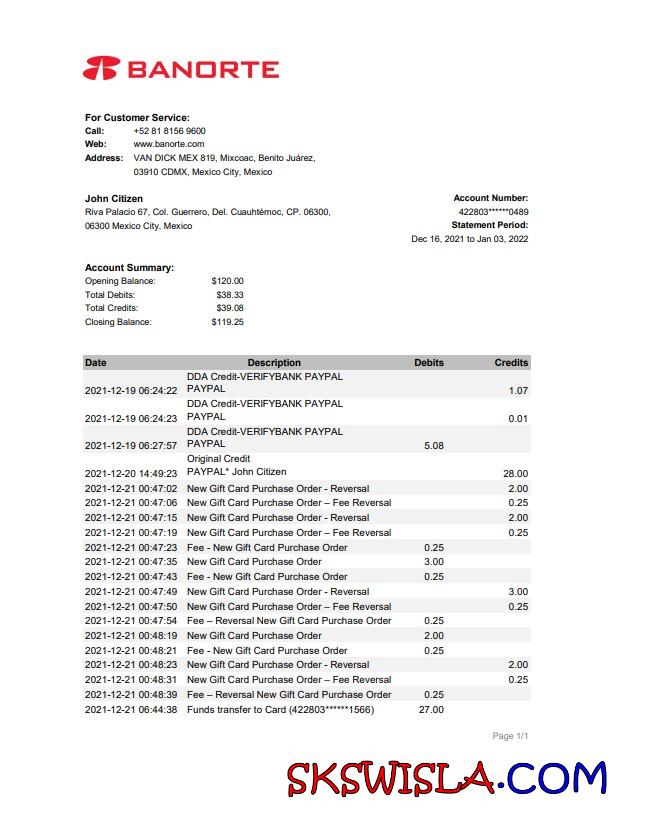 BANORTE
For Customer Service:
Call: +52 81 8156 9600
Web: www.banorte.com
Address: VAN DICK MEX 819, Mixcoac, Benito Juárez,
03910 CDMX, Mexico City, Mexico
John Citizen
Riva Palacio 67, Col. Guerrero, Del. Cuauhtémoc, CP. 06300,
06300 Mexico City, Mexico
Account Number:
422803******0489
Statement Period:
Dec 16, 2021 to Jan 03, 2022
Account Summary:
Opening Balance: $120.00
Total Debits: $38.33
Total Credits: $39.08
Closing Balance: $119.25
Date Description Debits Credits
DDA Credit-VERIFYBANK PAYPAL
2021-12-19 06:24:22 PAYPAL 1.07
DDA Credit-VERIFYBANK PAYPAL
2021-12-19 06:24:23 PAYPAL 0.01
DDA Credit-VERIFYBANK PAYPAL
2021-12-19 06:27:57 PAYPAL 5.08
Original Credit
2021-12-20 14:49:23 PAYPAL* John Citizen 28.00
2021-12-21 00:47:02 New Gift Card Purchase Order - Reversal 2.00
2021-12-21 00:47:06 New Gift Card Purchase Order – Fee Reversal 0.25
2021-12-21 00:47:15 New Gift Card Purchase Order - Reversal 2.00
2021-12-21 00:47:19 New Gift Card Purchase Order – Fee Reversal 0.25
2021-12-21 00:47:23 Fee - New Gift Card Purchase Order 0.25
2021-12-21 00:47:35 New Gift Card Purchase Order 3.00
2021-12-21 00:47:43 Fee - New Gift Card Purchase Order 0.25
2021-12-21 00:47:49 New Gift Card Purchase Order - Reversal 3.00
2021-12-21 00:47:50 New Gift Card Purchase Order – Fee Reversal 0.25
2021-12-21 00:47:54 Fee – Reversal New Gift Card Purchase Order 0.25
2021-12-21 00:48:19 New Gift Card Purchase Order 2.00
2021-12-21 00:48:21 Fee - New Gift Card Purchase Order 0.25
2021-12-21 00:48:23 New Gift Card Purchase Order - Reversal 2.00
2021-12-21 00:48:31 New Gift Card Purchase Order – Fee Reversal 0.25
2021-12-21 00:48:39 Fee – Reversal New Gift Card Purchase Order 0.25
2021-12-21 06:44:38 Funds transfer to Card (422803******1566) 27.00
Page 1/1
SKSWISLA.COM